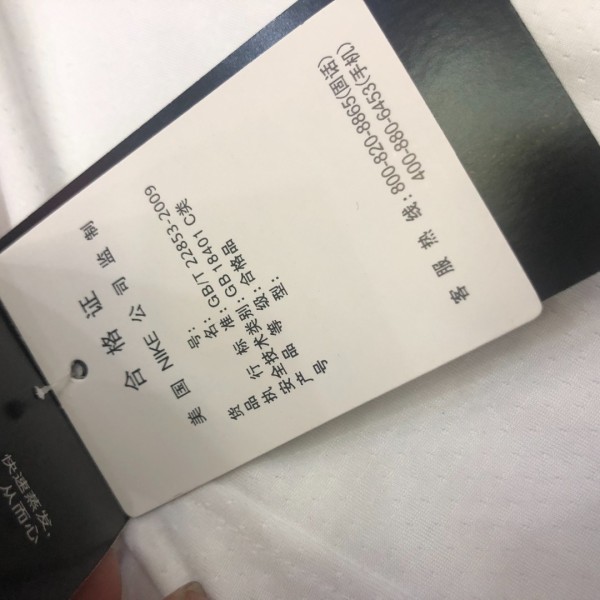 合格证
美国 NIKE 公司监制
货号:
品名:
执行标准: GB/T 22853-2009
安全技术类别: GB 18401 C类
产品等级: 合格品
号型:
客服热线: 800-820-8865(固话)
400-880-6453(手机)
快速蒸发,
从而心